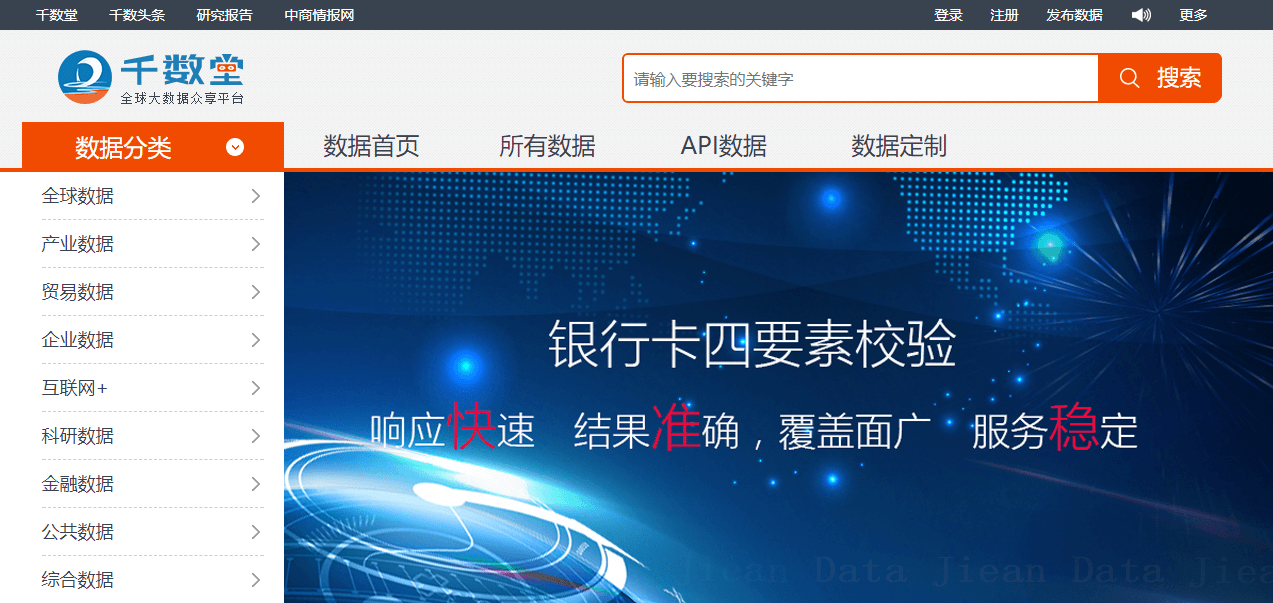 千数堂 千数头条 研究报告 中商情报网 登录 注册 发布数据 更多
千数堂
全球大数据众享平台
请输入要搜索的关键字 搜索
数据分类 数据首页 所有数据 API数据 数据定制
全球数据
产业数据
贸易数据
企业数据
互联网+
科研数据
金融数据
公共数据
综合数据
银行卡四要素校验
响应快速 结果准确，覆盖面广 服务稳定
Jiean Data Jiean Data Jiea